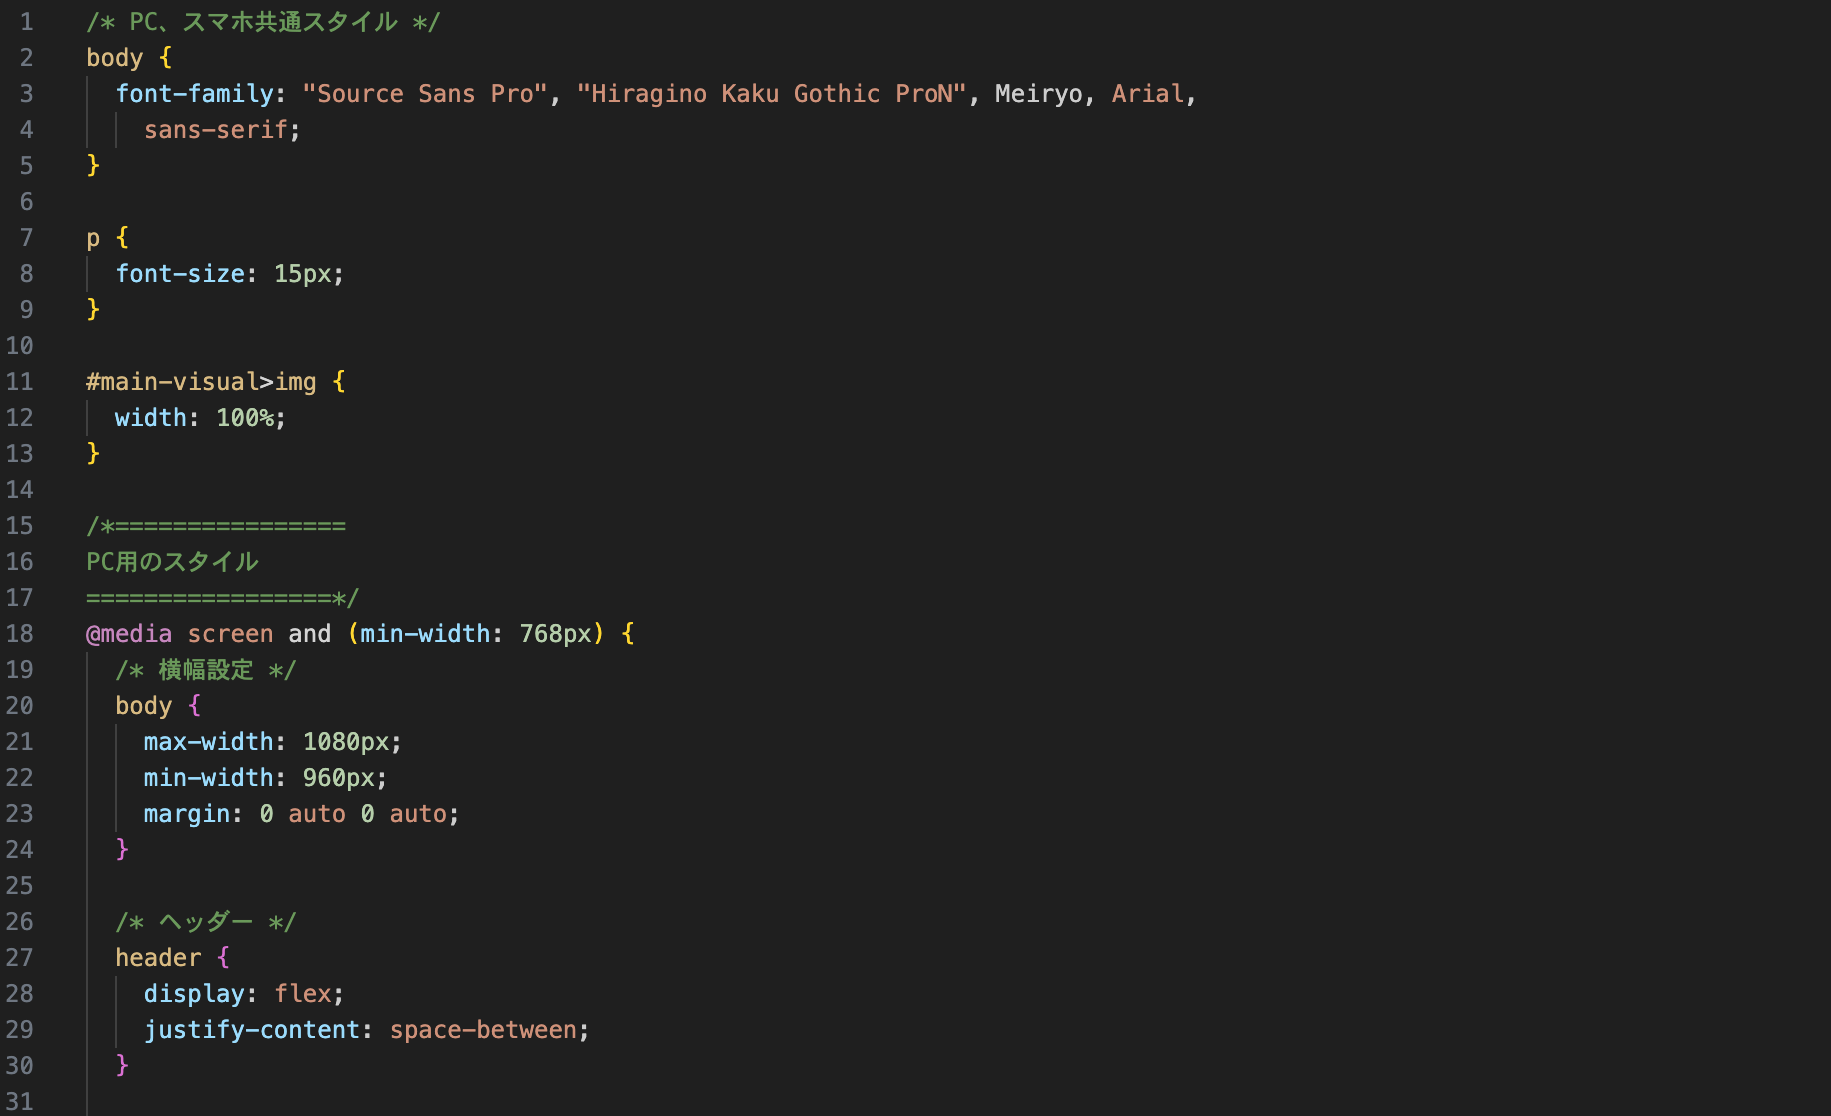 1 /* PC、スマホ共通スタイル */
2 body {
3 font-family: "Source Sans Pro", "Hiragino Kaku Gothic ProN", Meiryo, Arial,
4 sans-serif;
5 }
6
7 p {
8 font-size: 15px;
9 }
10
11 #main-visual>img {
12 width: 100%;
13 }
14
15 /*================
16 PC用のスタイル
17 =================*/
18 @media screen and (min-width: 768px) {
19 /* 横幅設定 */
20 body {
21 max-width: 1080px;
22 min-width: 960px;
23 margin: 0 auto 0 auto;
24 }
25
26 /* ヘッダー */
27 header {
28 display: flex;
29 justify-content: space-between;
30 }
31